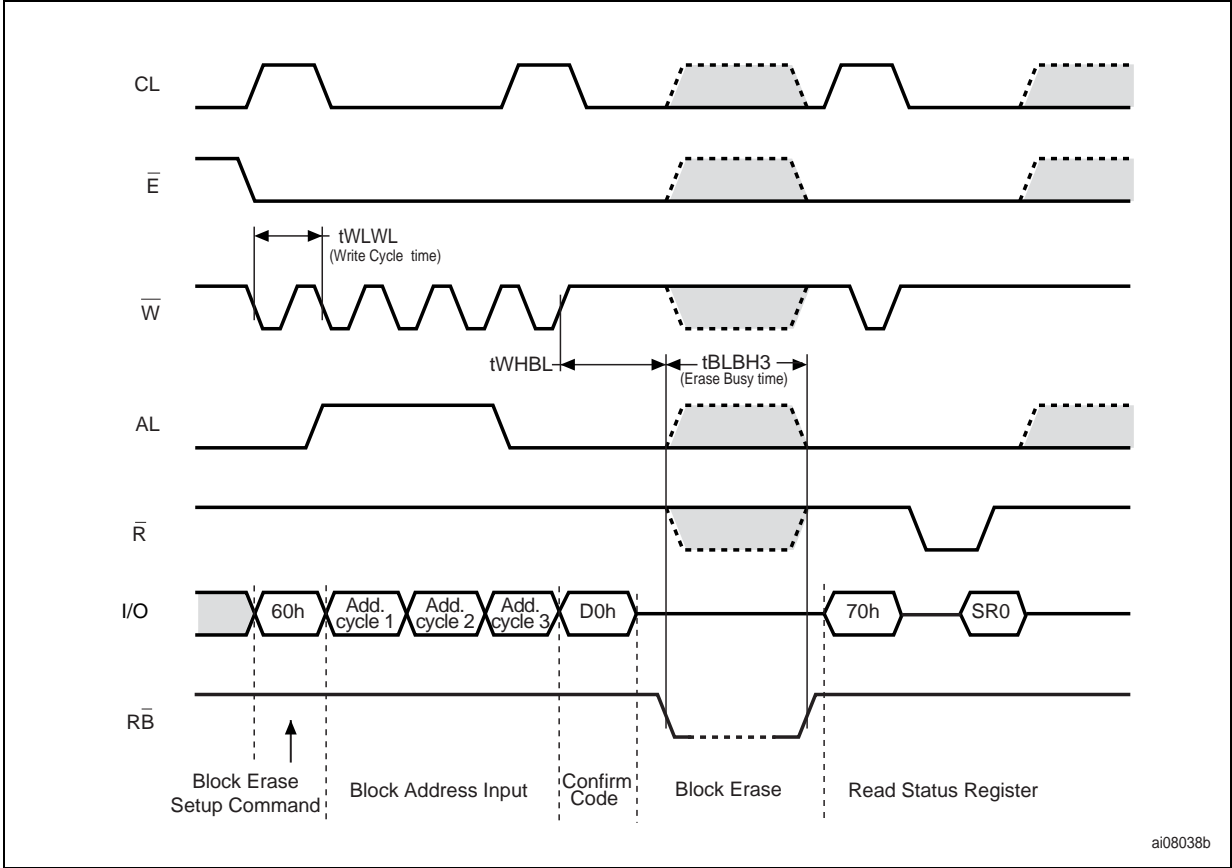 CL
E
tWLWL
(Write Cycle time)
W
tWHBL
tBLBH3
(Erase Busy time)
AL
R
I/O
60h
Add.
cycle 1
Add.
cycle 2
Add.
cycle 3
D0h
70h
SR0
RB
Block Erase
Setup Command
Block Address Input
Confirm
Code
Block Erase
Read Status Register
ai08038b